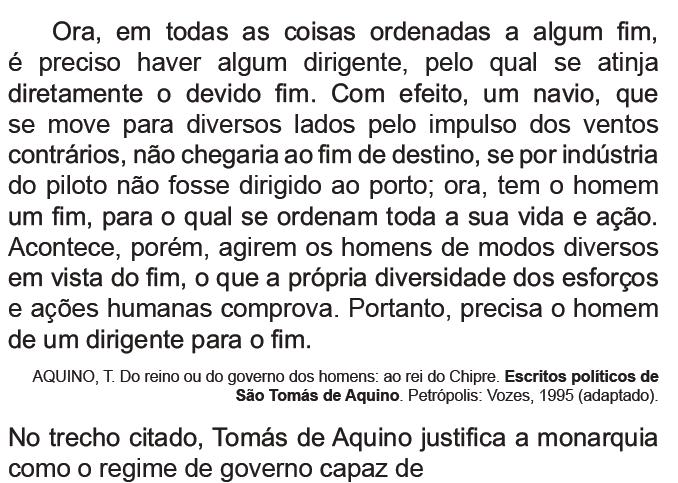 Ora, em todas as coisas ordenadas a algum fim,
é preciso haver algum dirigente, pelo qual se atinja
diretamente o devido fim. Com efeito, um navio, que
se move para diversos lados pelo impulso dos ventos
contrários, não chegaria ao fim de destino, se por indústria
do piloto não fosse dirigido ao porto; ora, tem o homem
um fim, para o qual se ordenam toda a sua vida e ação.
Acontece, porém, agirem os homens de modos diversos
em vista do fim, o que a própria diversidade dos esforços
e ações humanas comprova. Portanto, precisa o homem
de um dirigente para o fim.
AQUINO, T. Do reino ou do governo dos homens: ao rei do Chipre. Escritos políticos de
São Tomás de Aquino. Petrópolis: Vozes, 1995 (adaptado).
No trecho citado, Tomás de Aquino justifica a monarquia
como o regime de governo capaz de